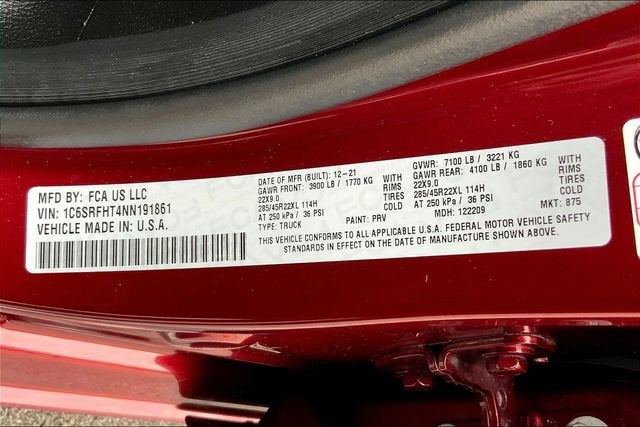 MFD BY: FCA US LLC
VIN: 1C6SRFHT4NN191861
VEHICLE MADE IN: U.S.A.
DATE OF MFR (BUILT): 12-21
GAWR FRONT: 3900 LB / 1770 KG WITH
22X9.0 RIMS
285/45R22XL 114H TIRES
AT 250 kPa / 36 PSI
TYPE: TRUCK PAINT: PRV
GVWR: 7100 LB / 3221 KG
GAWR REAR: 4100 LB / 1860 KG WITH
22X9.0 RIMS
285/45R22XL 114H TIRES
AT 250 kPa / 36 PSI
MDH: 122209 MKT: 875
THIS VEHICLE CONFORMS TO ALL APPLICABLE U.S.A. FEDERAL MOTOR VEHICLE SAFETY
STANDARDS IN EFFECT ON THE DATE OF MANUFACTURE SHOWN ABOVE.